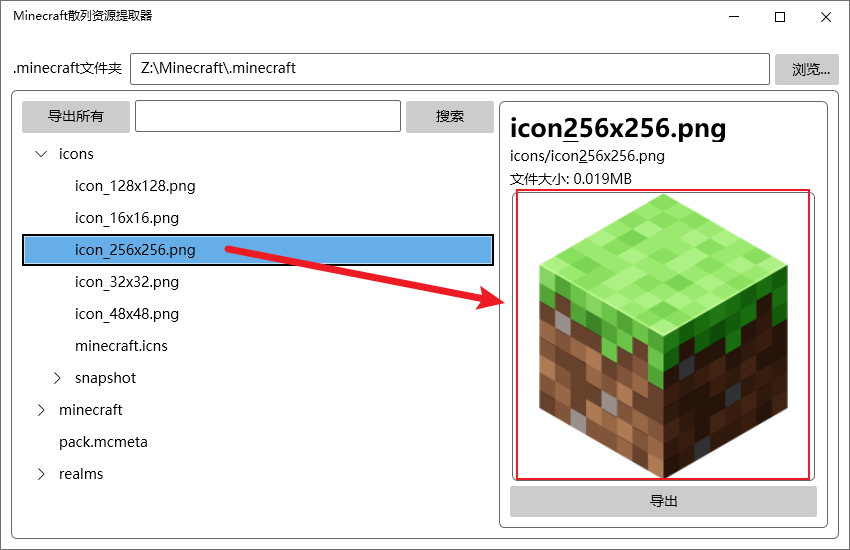 Minecraft散列资源提取器
.minecraft文件夹 Z:\Minecraft\.minecraft 浏览...
导出所有 搜索
icons
icon_128x128.png
icon_16x16.png
icon_256x256.png
icon_32x32.png
icon_48x48.png
minecraft.icns
snapshot
minecraft
pack.mcmeta
realms
icon256x256.png
icons/icon256x256.png
文件大小: 0.019MB
导出